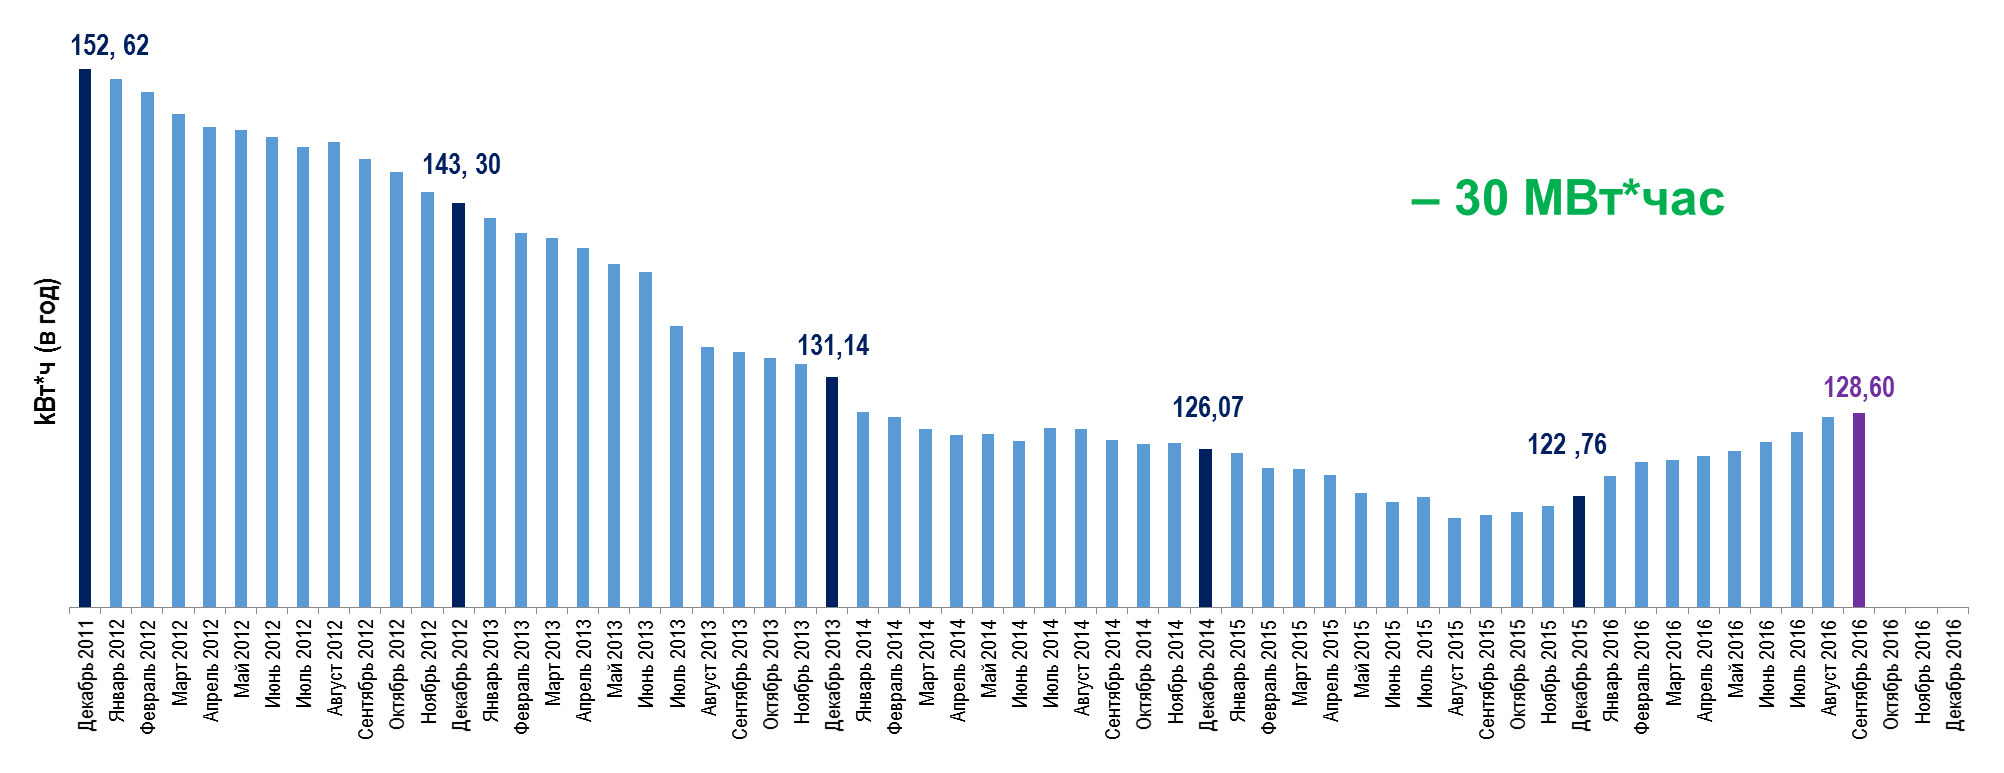 152, 62
143, 30
– 30 МВт*час
131,14
126,07
122 ,76
128,60
kВт*ч (в год)
Декабрь 2011
Январь 2012
Февраль 2012
Март 2012
Апрель 2012
Май 2012
Июнь 2012
Июль 2012
Август 2012
Сентябрь 2012
Октябрь 2012
Ноябрь 2012
Декабрь 2012
Январь 2013
Февраль 2013
Март 2013
Апрель 2013
Май 2013
Июнь 2013
Июль 2013
Август 2013
Сентябрь 2013
Октябрь 2013
Ноябрь 2013
Декабрь 2013
Январь 2014
Февраль 2014
Март 2014
Апрель 2014
Май 2014
Июнь 2014
Июль 2014
Август 2014
Сентябрь 2014
Октябрь 2014
Ноябрь 2014
Декабрь 2014
Январь 2015
Февраль 2015
Март 2015
Апрель 2015
Май 2015
Июнь 2015
Июль 2015
Август 2015
Сентябрь 2015
Октябрь 2015
Ноябрь 2015
Декабрь 2015
Январь 2016
Февраль 2016
Март 2016
Апрель 2016
Май 2016
Июнь 2016
Июль 2016
Август 2016
Сентябрь 2016
Октябрь 2016
Ноябрь 2016
Декабрь 2016